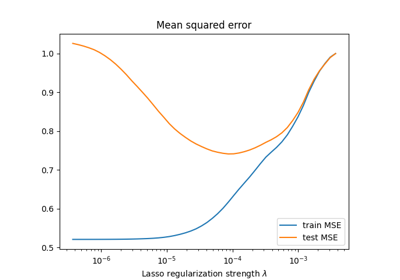 Mean squared error
1.0
0.9
0.8
0.7
0.6
0.5
train MSE
test MSE
10⁻⁶
10⁻⁵
10⁻⁴
10⁻³
Lasso regularization strength λ